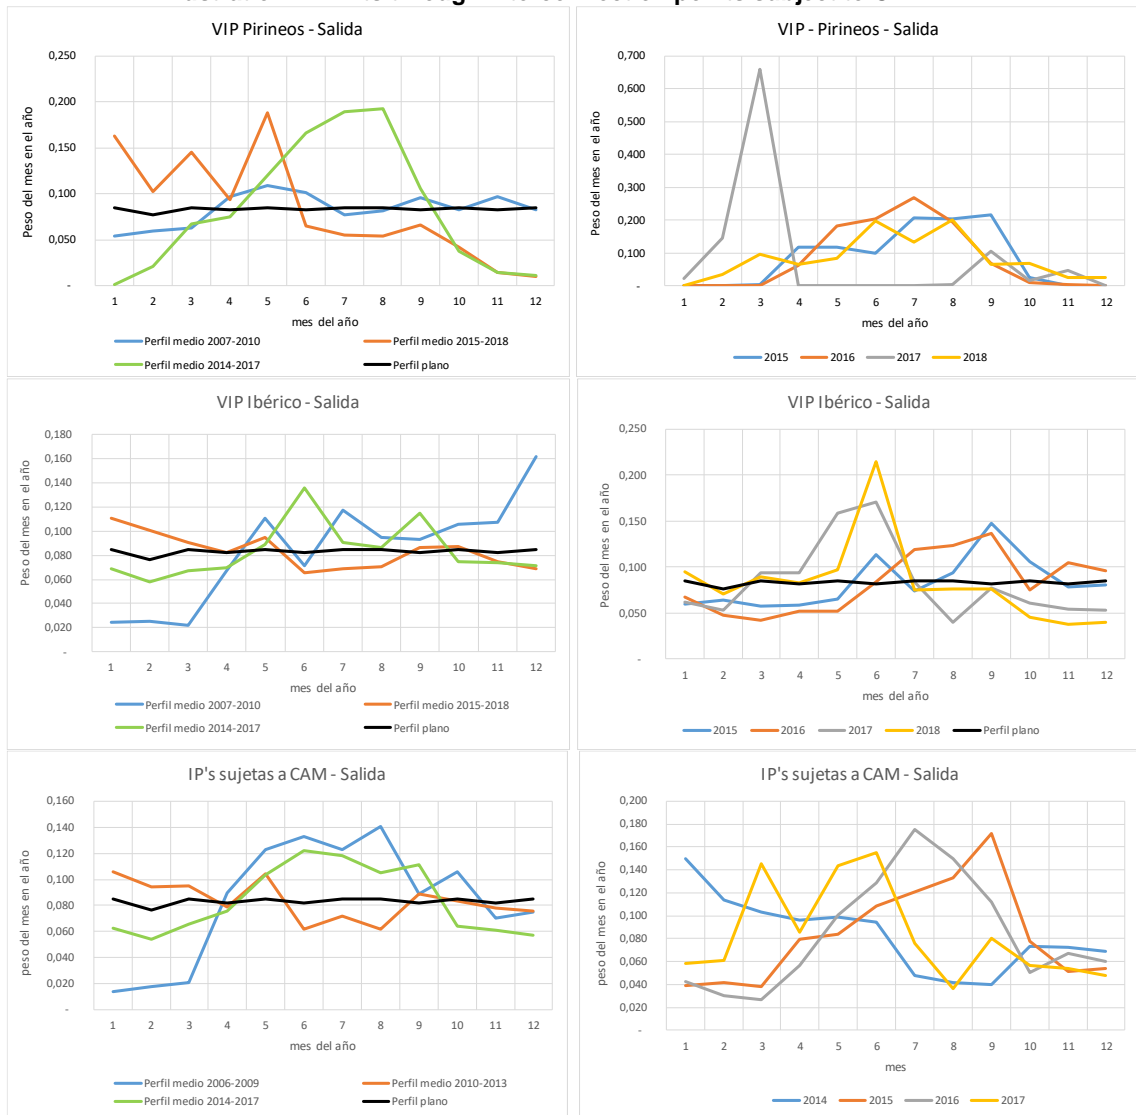 through interconnection points subject to
VIP Pirineos - Salida
Peso del mes en el año
0,250
0,200
0,150
0,100
0,050
-
1 2 3 4 5 6 7 8 9 10 11 12
mes del año
Perfil medio 2007-2010 Perfil medio 2015-2018
Perfil medio 2014-2017 Perfil plano
VIP - Pirineos - Salida
Peso del mes en el año
0,700
0,600
0,500
0,400
0,300
0,200
0,100
-
1 2 3 4 5 6 7 8 9 10 11 12
mes del año
2015 2016 2017 2018
VIP Ibérico - Salida
Peso del mes en el año
0,180
0,160
0,140
0,120
0,100
0,080
0,060
0,040
0,020
-
1 2 3 4 5 6 7 8 9 10 11 12
mes del año
Perfil medio 2007-2010 Perfil medio 2015-2018
Perfil medio 2014-2017 Perfil plano
VIP Ibérico - Salida
Peso del mes en el año
0,250
0,200
0,150
0,100
0,050
-
1 2 3 4 5 6 7 8 9 10 11 12
mes del año
2015 2016 2017 2018 Perfil plano
IP's sujetas a CAM - Salida
peso del mes en el año
0,160
0,140
0,120
0,100
0,080
0,060
0,040
0,020
-
1 2 3 4 5 6 7 8 9 10 11 12
mes del año
Perfil medio 2006-2009 Perfil medio 2010-2013
Perfil medio 2014-2017 Perfil plano
IP's sujetas a CAM - Salida
peso del mes en el año
0,200
0,180
0,160
0,140
0,120
0,100
0,080
0,060
0,040
0,020
-
1 2 3 4 5 6 7 8 9 10 11 12
mes
2014 2015 2016 2017